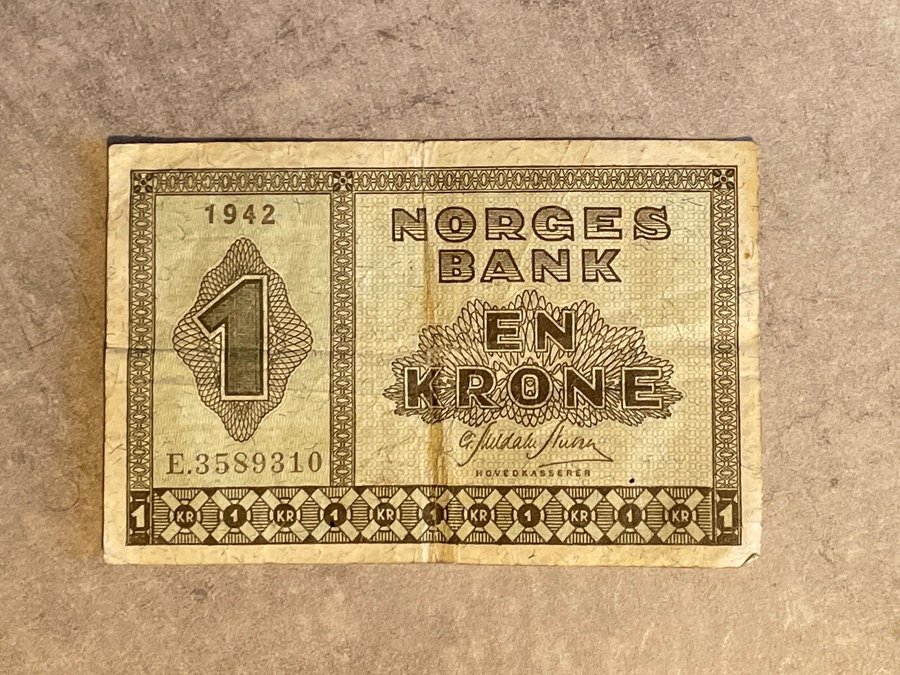 1942
1
E.3589310
NORGES
BANK
EN
KRONE
HOVEDKASSERER
1 KR 1 KR 1 KR 1 KR 1 KR 1 KR 1